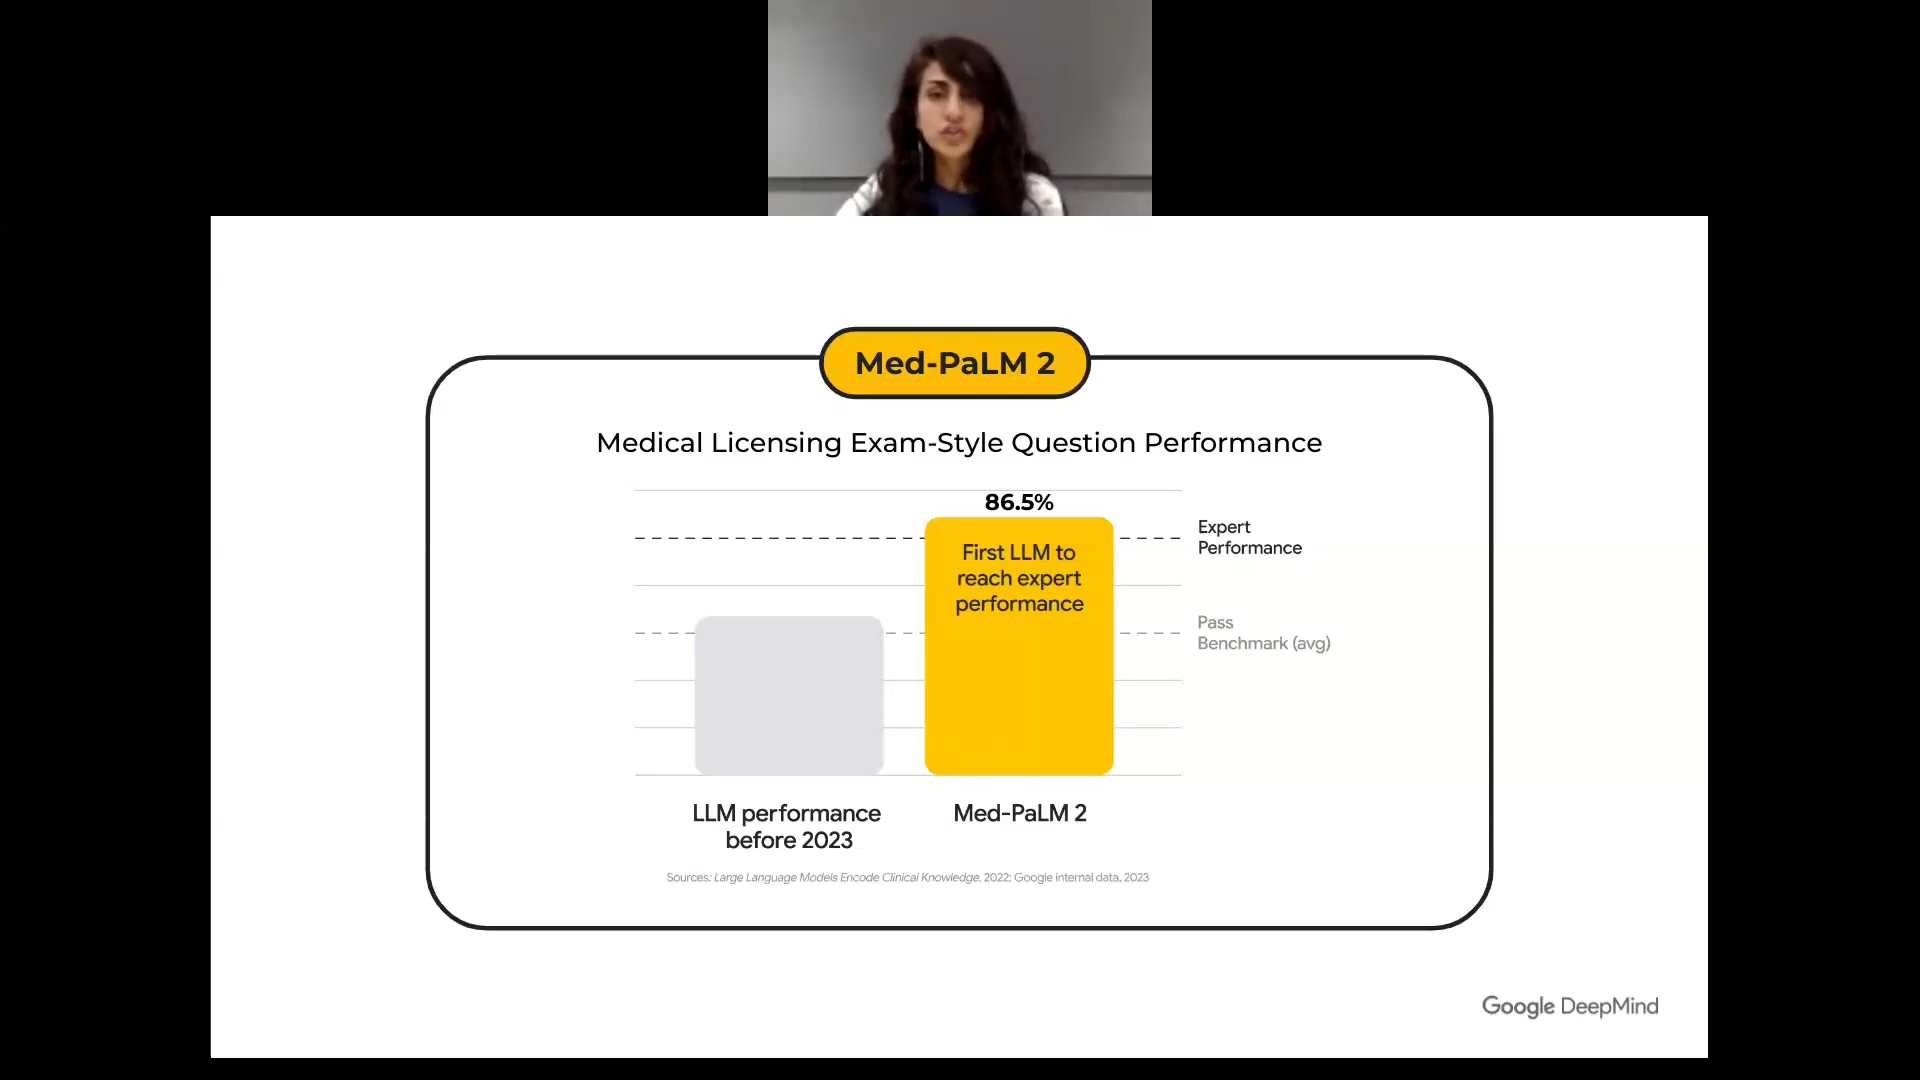 Med-PaLM 2
Medical Licensing Exam-Style Question Performance
86.5%
First LLM to
reach expert
performance
Expert
Performance
Pass
Benchmark (avg)
LLM performance
before 2023
Med-PaLM 2
Sources: Large Language Models Encode Clinical Knowledge, 2022; Google internal data, 2023
Google DeepMind